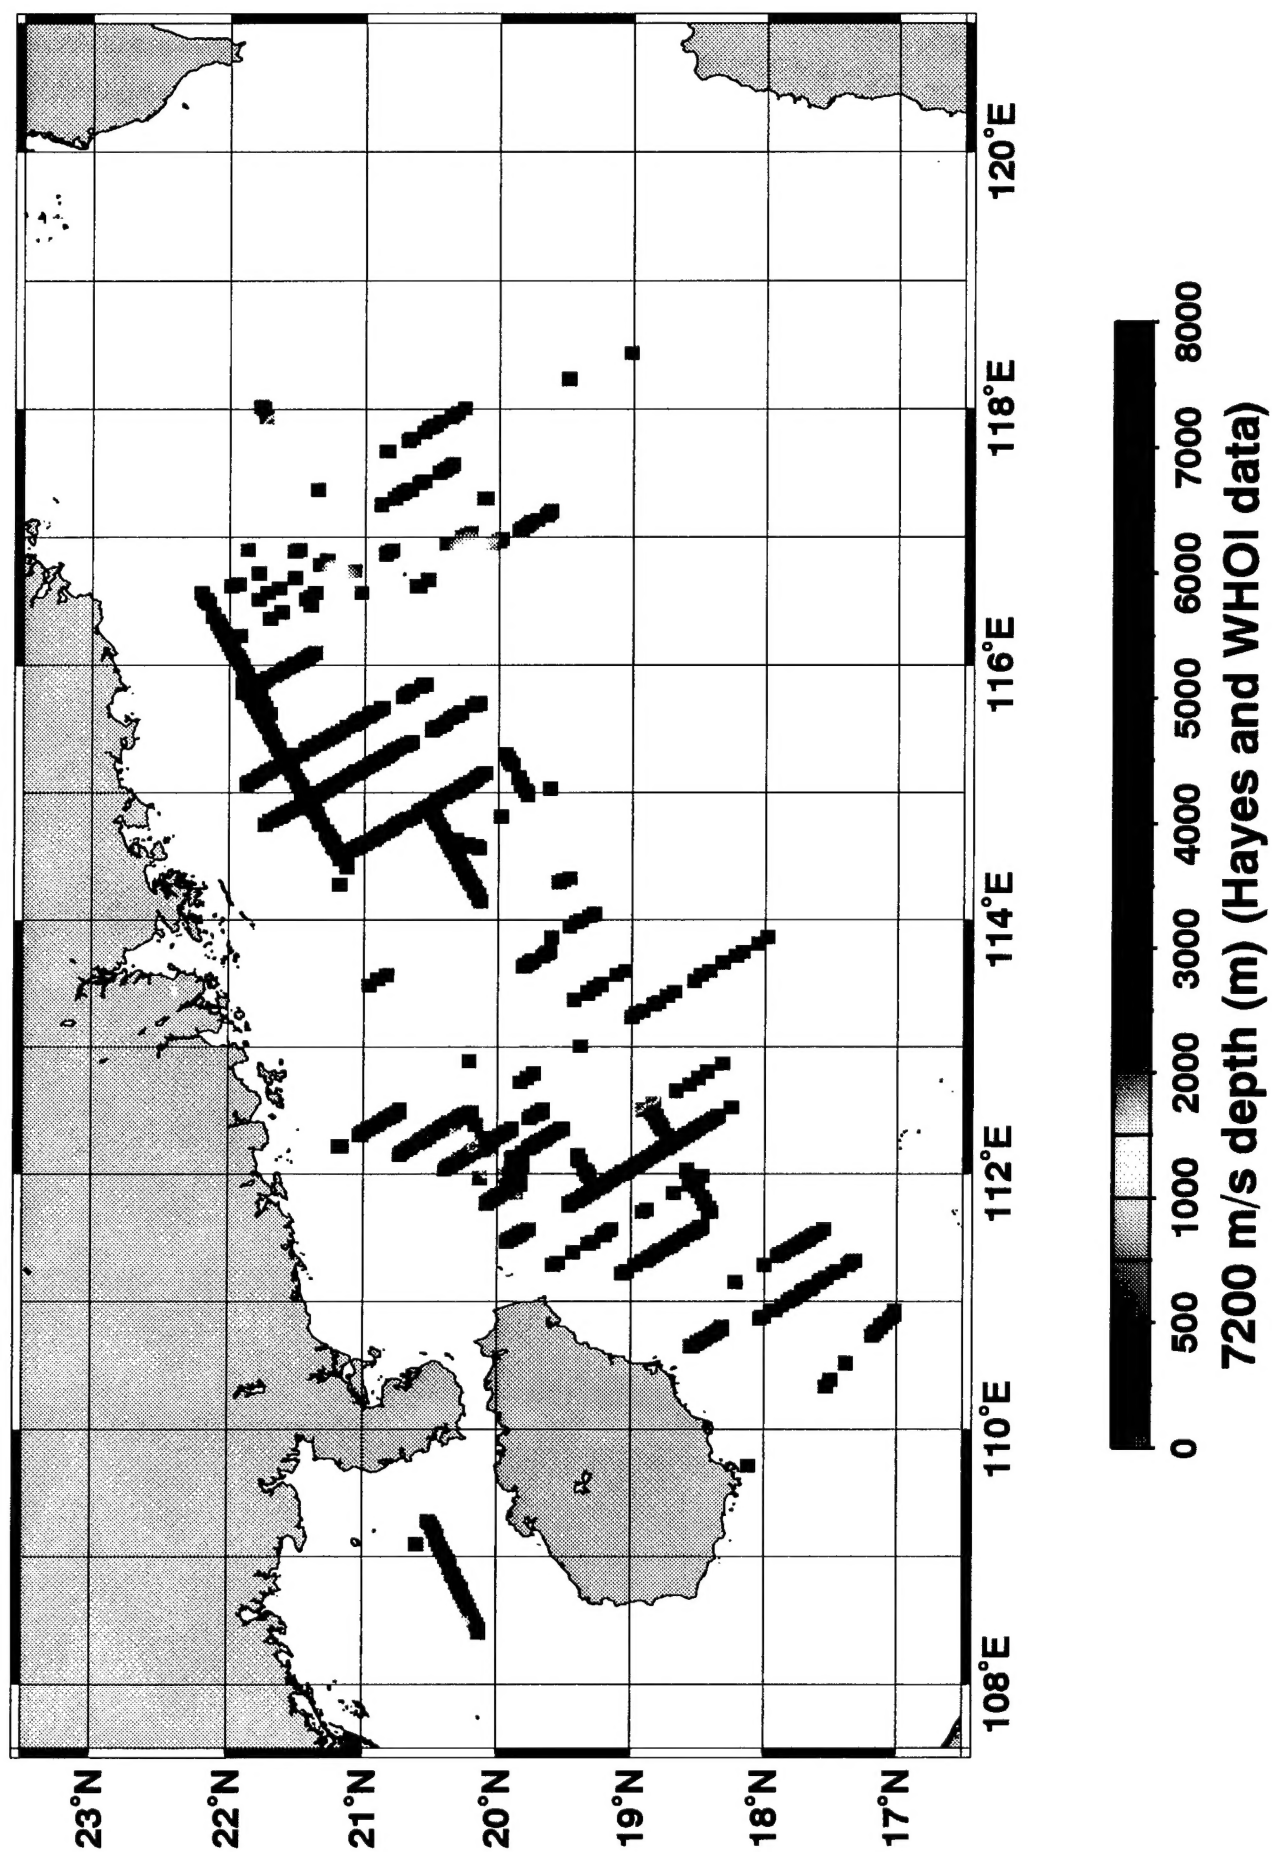 23°N
22°N
21°N
20°N
19°N
18°N
17°N
108°E
110°E
112°E
114°E
116°E
118°E
120°E
0
500
1000
2000
3000
4000
5000
6000
7000
8000
7200 m/s depth (m) (Hayes and WHOI data)